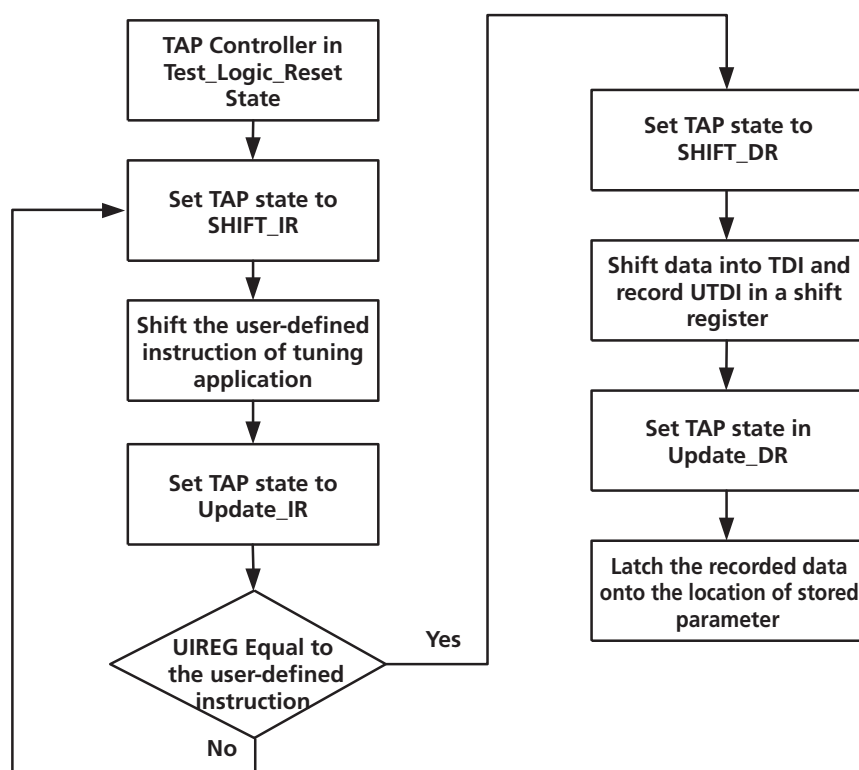 TAP Controller in
Test_Logic_Reset
State
Set TAP state to
SHIFT_IR
Shift the user-defined
instruction of tuning
application
Set TAP state to
Update_IR
UIREG Equal to
the user-defined
instruction
Yes
No
Set TAP state to
SHIFT_DR
Shift data into TDI and
record UTDI in a shift
register
Set TAP state in
Update_DR
Latch the recorded data
onto the location of stored
parameter